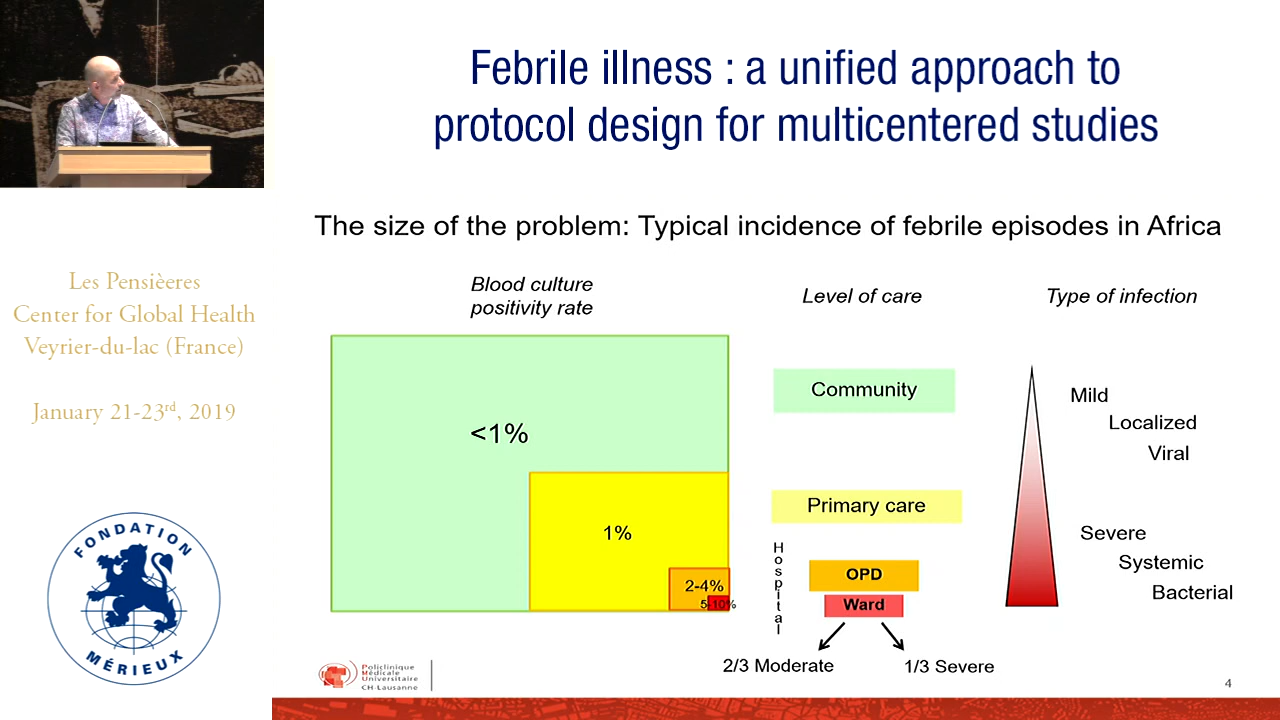 Febrile illness : a unified approach to
protocol design for multicentered studies
The size of the problem: Typical incidence of febrile episodes in Africa
Les Pensièeres
Center for Global Health
Veyrier-du-lac (France)
January 21-23rd, 2019
FONDATION
MÉRIEUX
Blood culture
positivity rate
<1%
1%
2-4%
5-10%
Level of care
Community
Primary care
Hospital
OPD
Ward
2/3 Moderate
1/3 Severe
Type of infection
Mild
Localized
Viral
Severe
Systemic
Bacterial
Policlinique
Médicale
Universitaire
CH-Lausanne
4